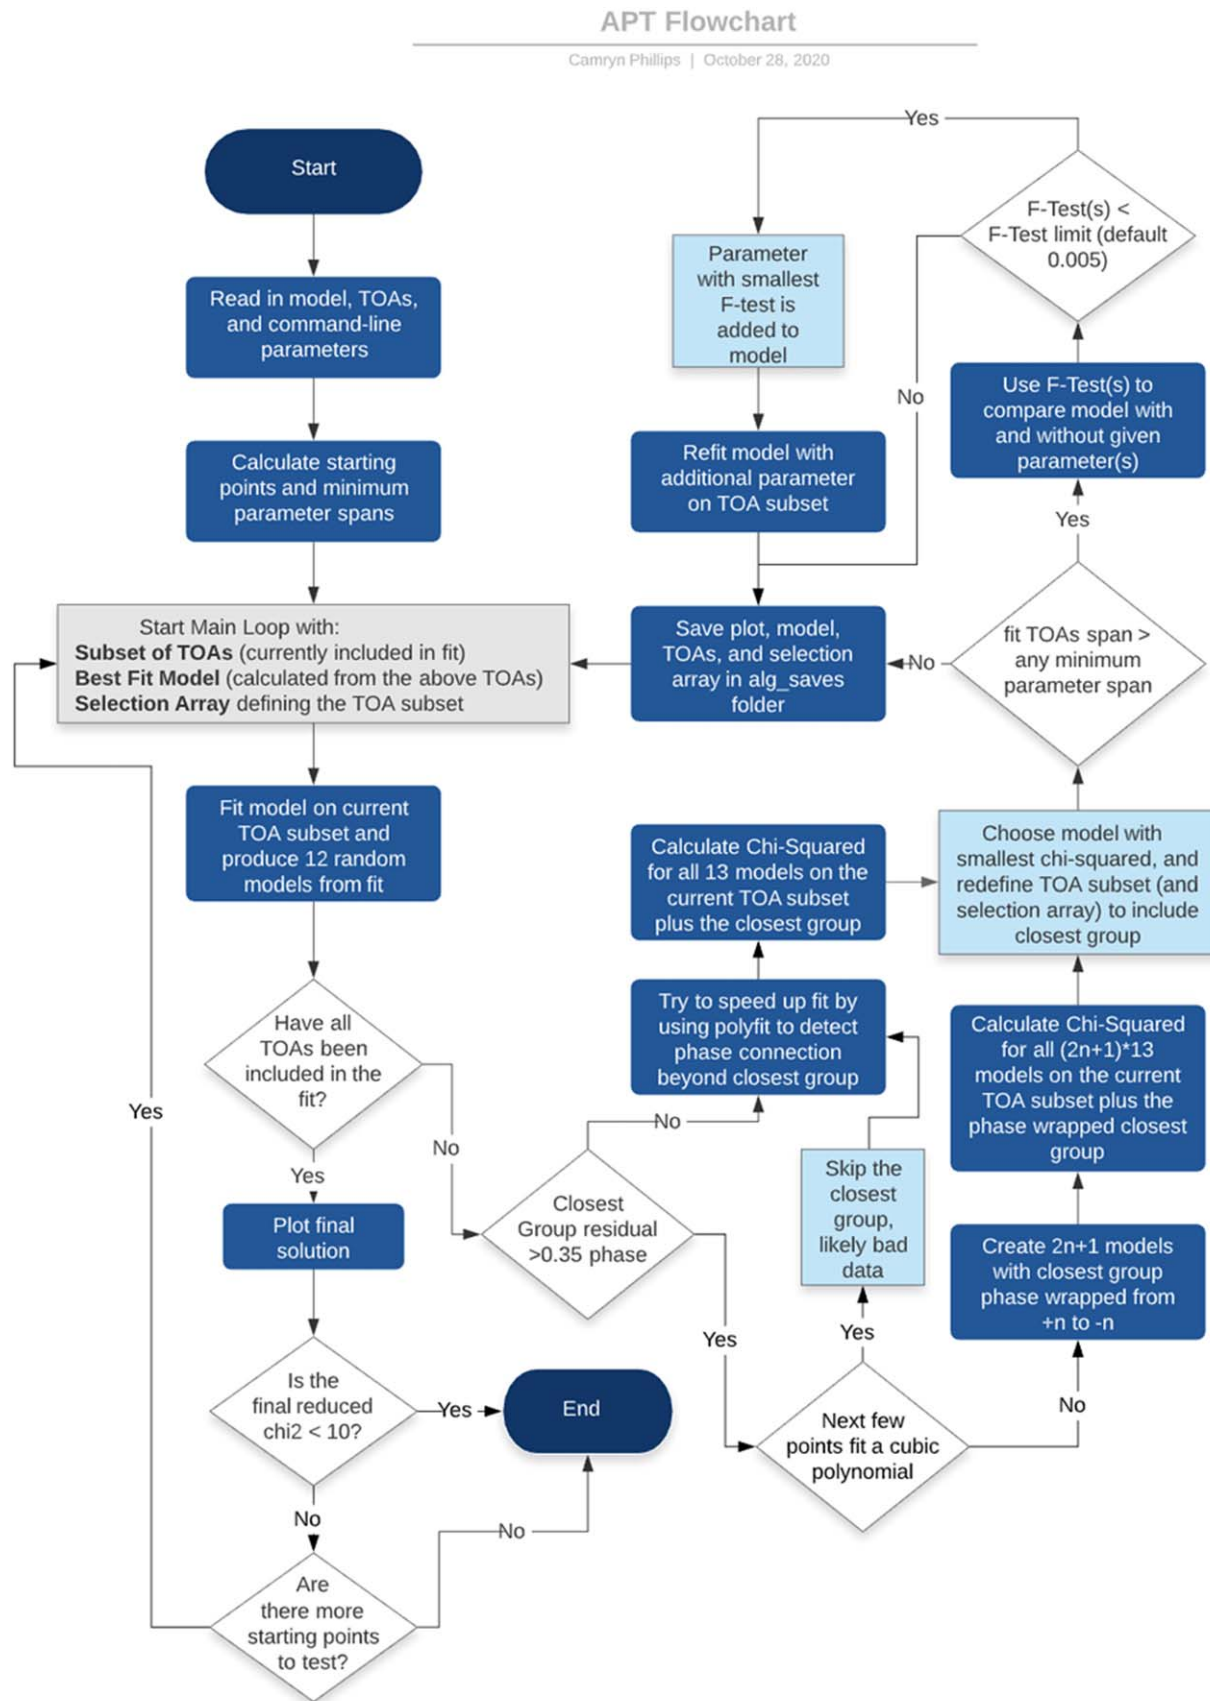 APT Flowchart
Camryn Phillips | October 28, 2020
Start
Read in model, TOAs,
and command-line
parameters
Calculate starting
points and minimum
parameter spans
Start Main Loop with:
Subset of TOAs (currently included in fit)
Best Fit Model (calculated from the above TOAs)
Selection Array defining the TOA subset
Fit model on current
TOA subset and
produce 12 random
models from fit
Have all
TOAs been
included in the
fit?
Yes
No
Plot final
solution
Is the
final reduced
chi2 < 10?
Yes
End
No
Are
there more
starting points
to test?
Yes
No
Closest
Group residual
>0.35 phase
No
Yes
Try to speed up fit by
using polyfit to detect
phase connection
beyond closest group
Calculate Chi-Squared
for all 13 models on the
current TOA subset
plus the closest group
Next few
points fit a cubic
polynomial
Yes
Skip the
closest
group,
likely bad
data
No
Create 2n+1 models
with closest group
phase wrapped from
+n to -n
Calculate Chi-Squared
for all (2n+1)*13
models on the current
TOA subset plus the
phase wrapped closest
group
Choose model with
smallest chi-squared, and
redefine TOA subset (and
selection array) to include
closest group
fit TOAs span >
any minimum
parameter span
No
Yes
Use F-Test(s) to
compare model with
and without given
parameter(s)
F-Test(s) <
F-Test limit (default
0.005)
Yes
No
Parameter
with smallest
F-test is
added to
model
Refit model with
additional parameter
on TOA subset
Save plot, model,
TOAs, and selection
array in alg_saves
folder